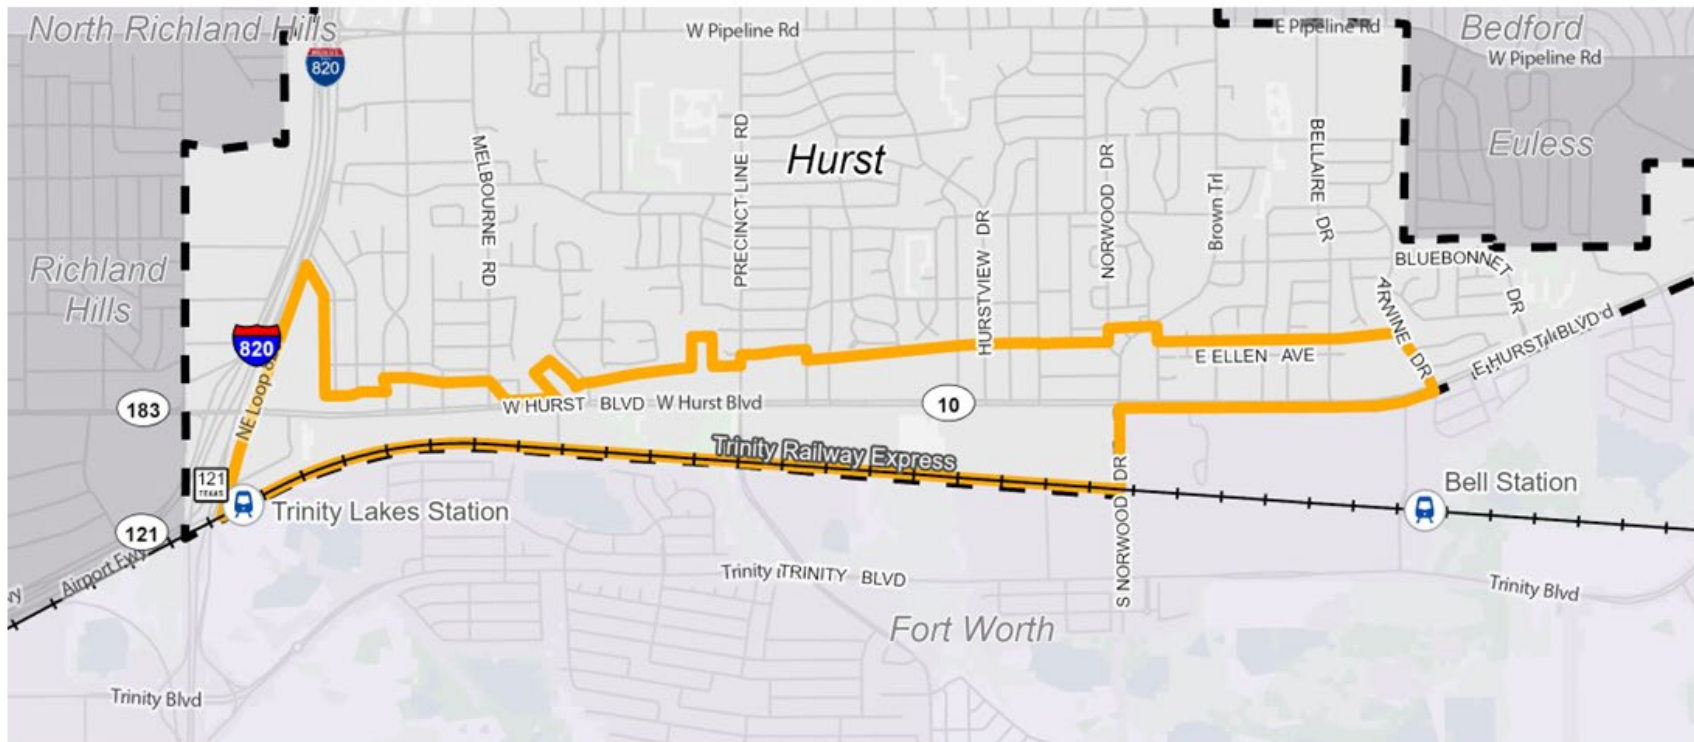 North Richland Hills
820
W Pipeline Rd
E Pipeline Rd
Bedford
W Pipeline Rd
Euless
Hurst
MELBOURNE RD
PRECINCT LINE RD
HURSTVIEW DR
NORWOOD DR
Brown Trl
BELLAIRE DR
BLUEBONNET DR
ARWINE DR
Richland
Hills
820
NE Loop
E ELLEN AVE
E HURST BLVD
183
W HURST BLVD
W Hurst Blvd
10
Trinity Railway Express
121
TEXAS
Trinity Lakes Station
Bell Station
121
Airport Fwy
S NORWOOD DR
Trinity
TRINITY BLVD
Trinity Blvd
Fort Worth
Trinity Blvd